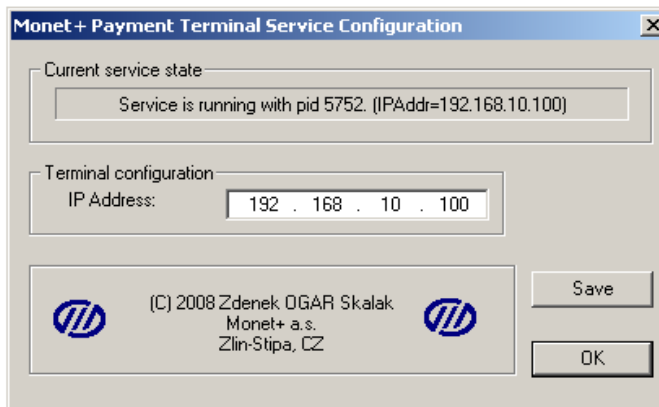 Monet+ Payment Terminal Service Configuration
Current service state
Service is running with pid 5752. (IPAddr=192.168.10.100)
Terminal configuration
IP Address: 192 . 168 . 10 . 100
(C) 2008 Zdenek OGAR Skalak
Monet+ a.s.
Zlin-Stipa, CZ
Save
OK